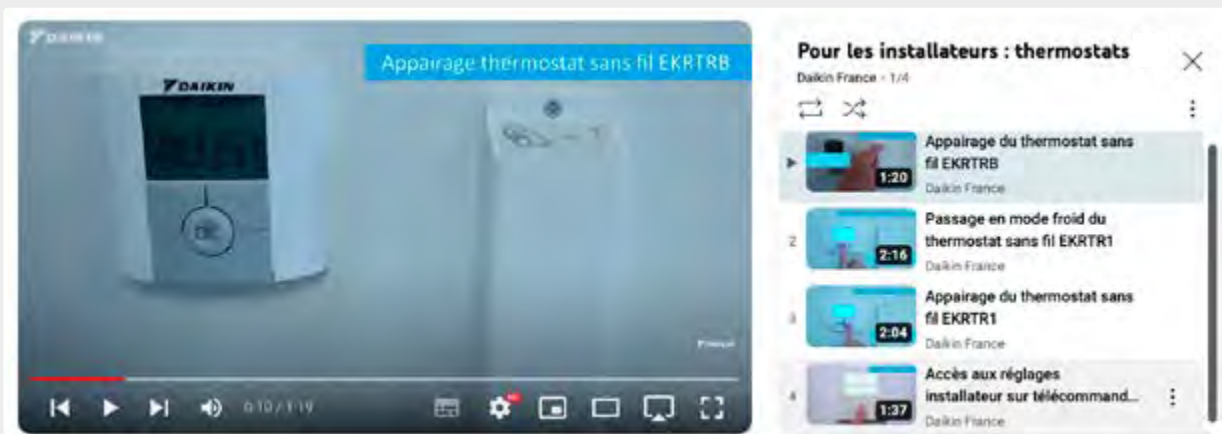 DAIKIN
Appairage thermostat sans fil EKRTRB
DAIKIN
OK
0:10 / 1:19
Pour les installateurs : thermostats
Daikin France - 1/4
Appairage du thermostat sans
fil EKRTRB
Daikin France
1:20
2
Passage en mode froid du
thermostat sans fil EKRTR1
Daikin France
2:16
3
Appairage du thermostat sans
fil EKRTR1
Daikin France
2:04
4
Accès aux réglages
installateur sur télécommand...
Daikin France
1:37